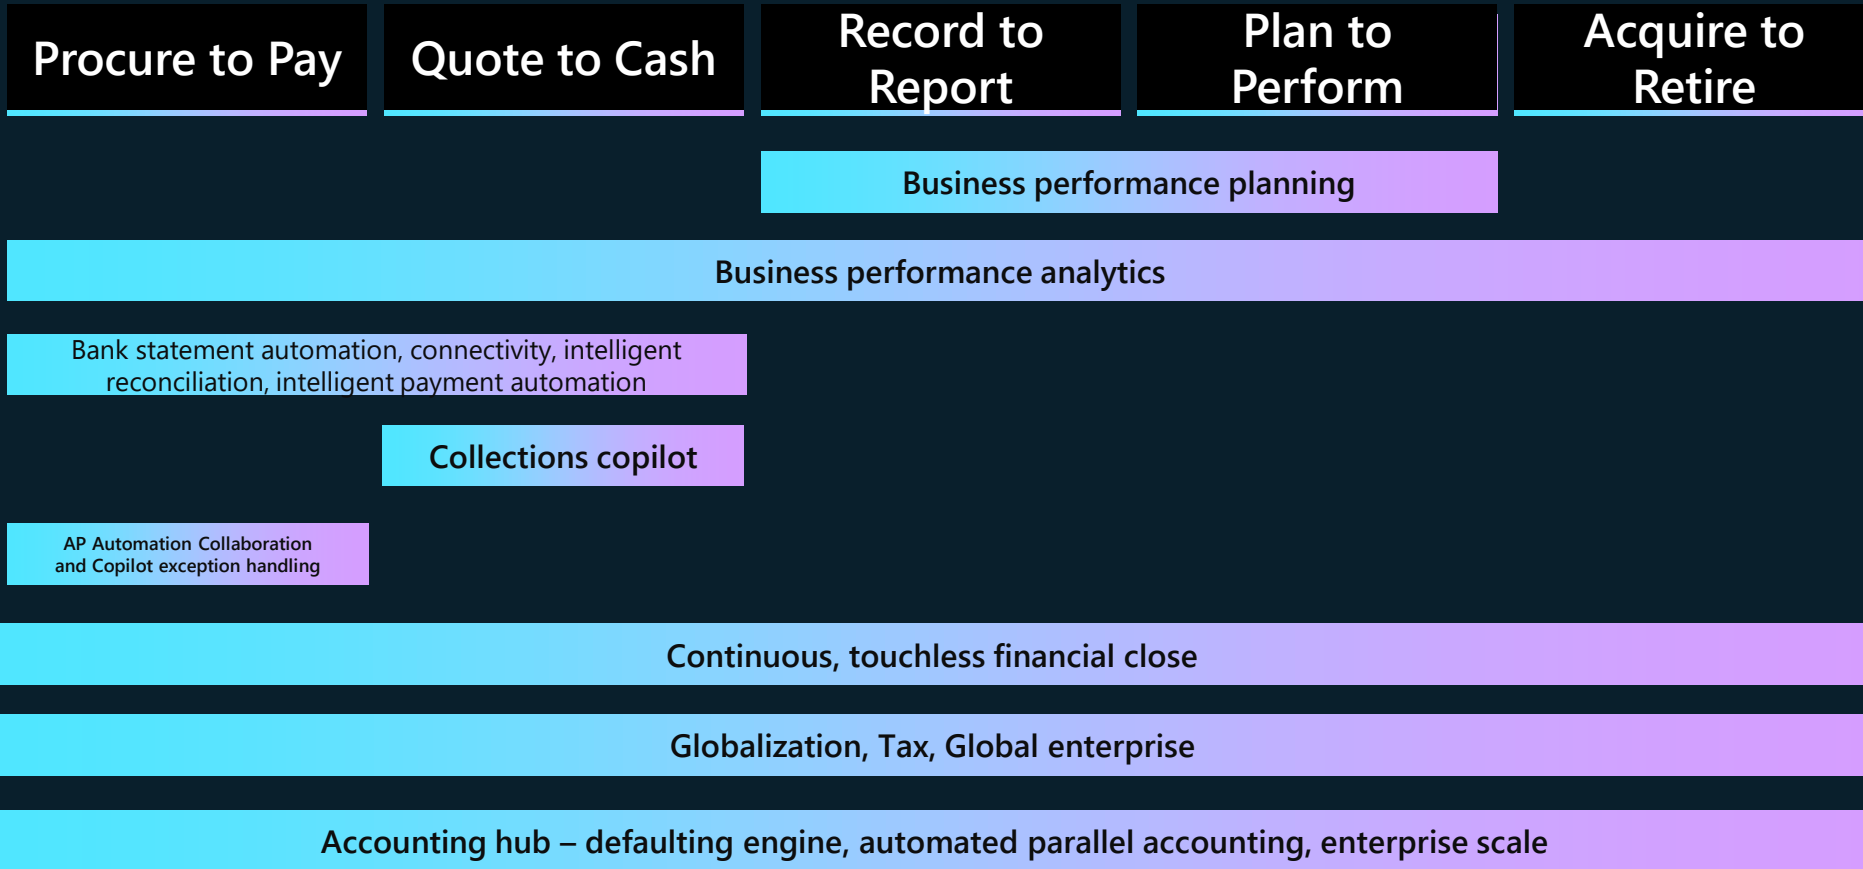 Procure to Pay
Quote to Cash
Record to
Report
Plan to
Perform
Acquire to
Retire
Business performance planning
Business performance analytics
Bank statement automation, connectivity, intelligent
reconciliation, intelligent payment automation
Collections copilot
AP Automation Collaboration
and Copilot exception handling
Continuous, touchless financial close
Globalization, Tax, Global enterprise
Accounting hub – defaulting engine, automated parallel accounting, enterprise scale